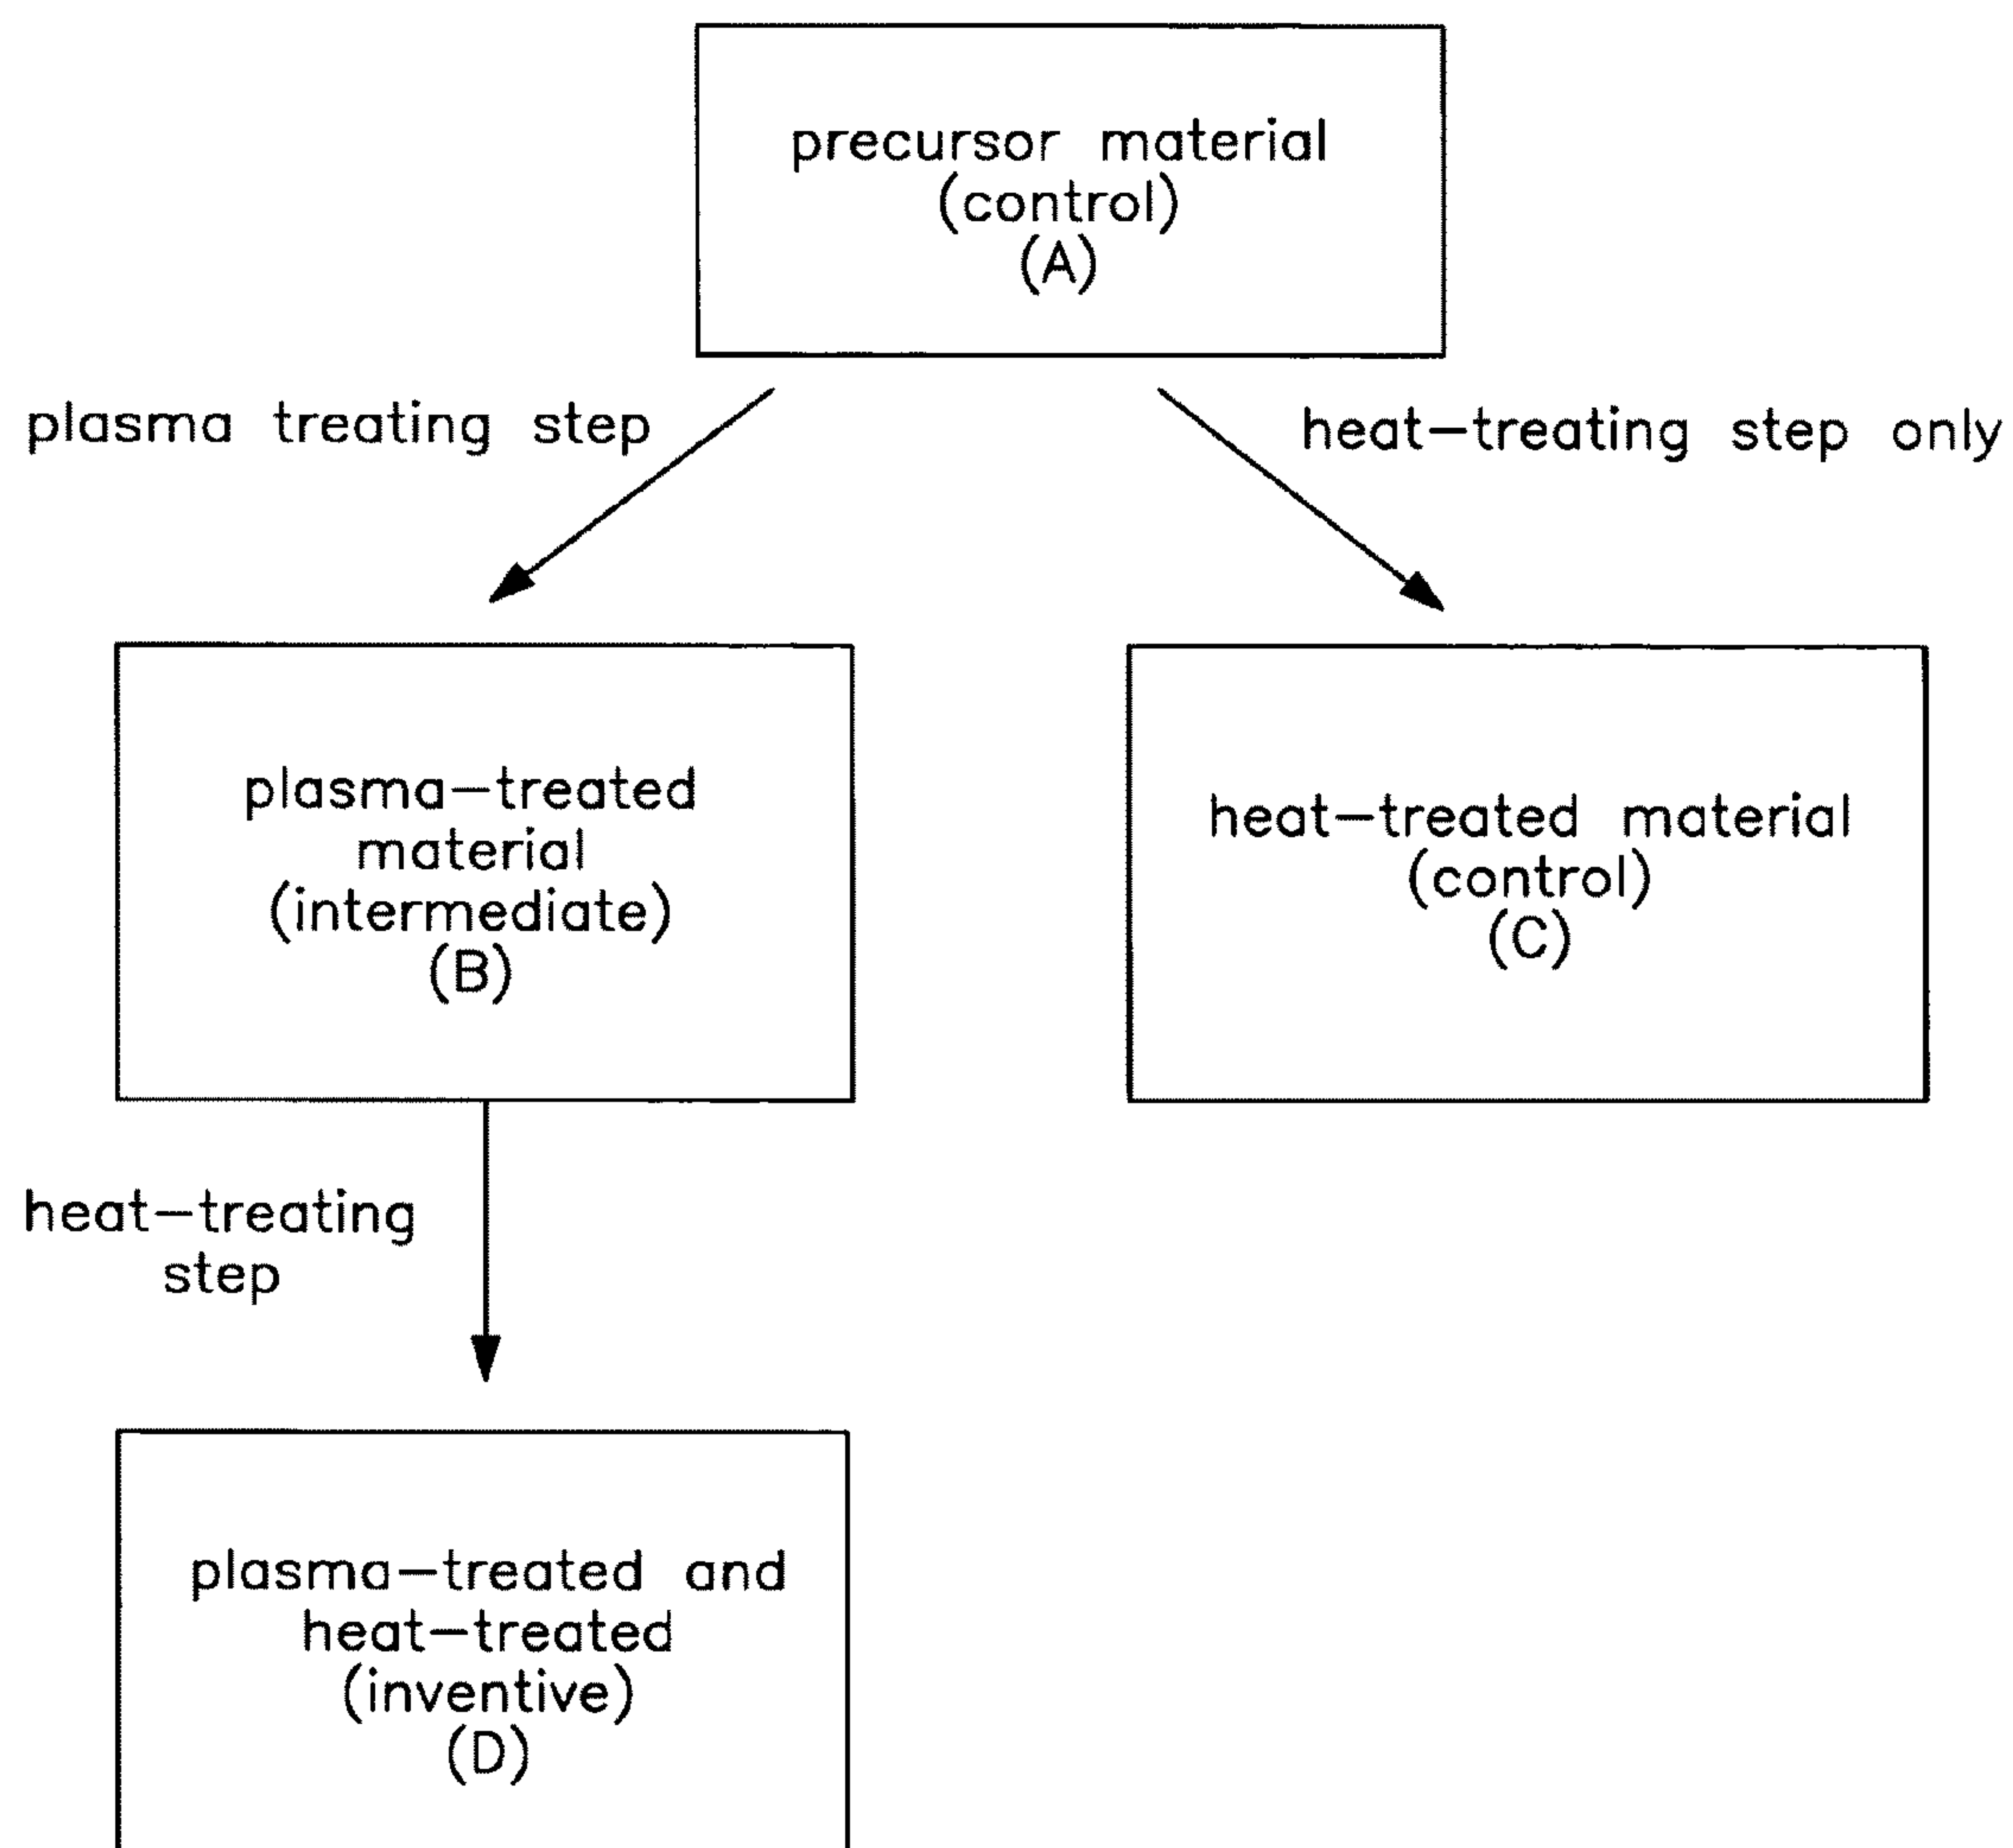 precursor material
(control)
(A)
plasma treating step
heat-treating step only
plasma-treated
material
(intermediate)
(B)
heat-treated material
(control)
(C)
heat-treating
step
plasma-treated and
heat-treated
(inventive)
(D)